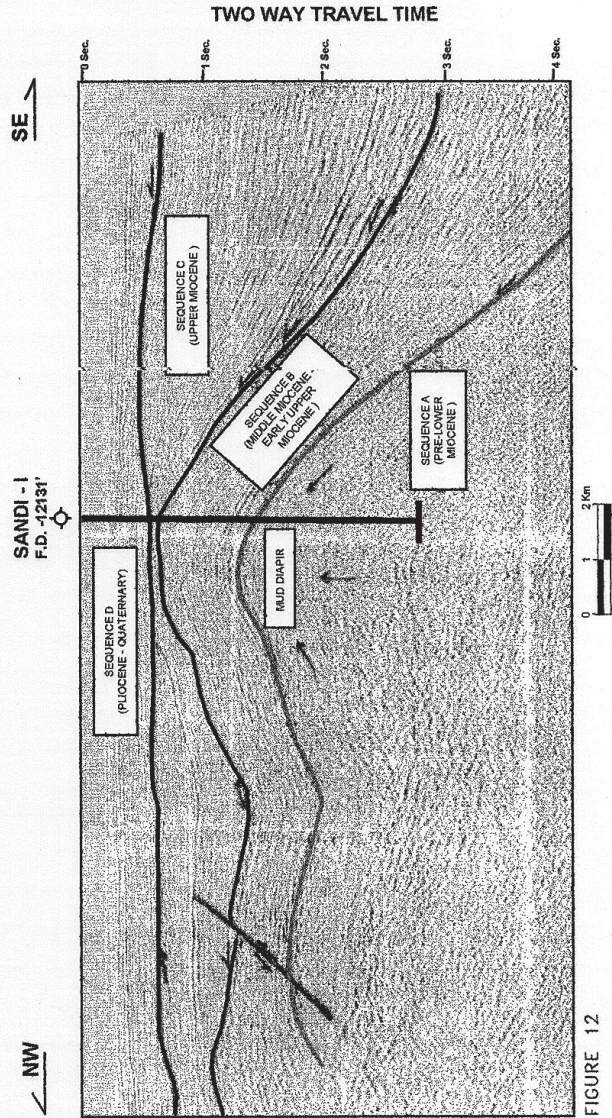 TWO WAY TRAVEL TIME
0 Sec.
1 Sec.
2 Sec.
3 Sec.
4 Sec.
NW
SE
SANDI - I
F.D. -12131'
SEQUENCE D
(PLIOCENE - QUATERNARY)
SEQUENCE C
(UPPER MIOCENE)
SEQUENCE B
(MIDDLE MIOCENE -
EARLY UPPER
MIOCENE )
MUD DIAPIR
SEQUENCE A
(PRE-LOWER
MIOCENE )
0
1
2 Km
FIGURE 12